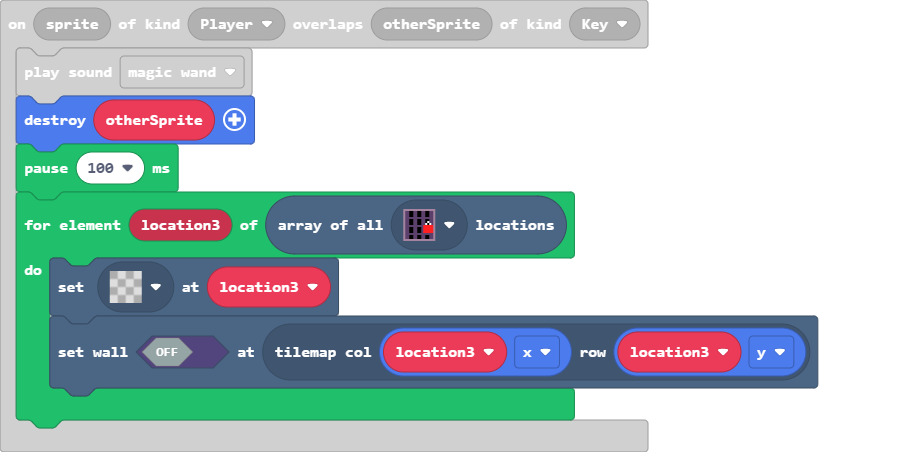 on sprite of kind Player overlaps otherSprite of kind Key
play sound magic wand
destroy otherSprite
pause 100 ms
for element location3 of array of all locations
do
set at location3
set wall OFF at tilemap col location3 x row location3 y